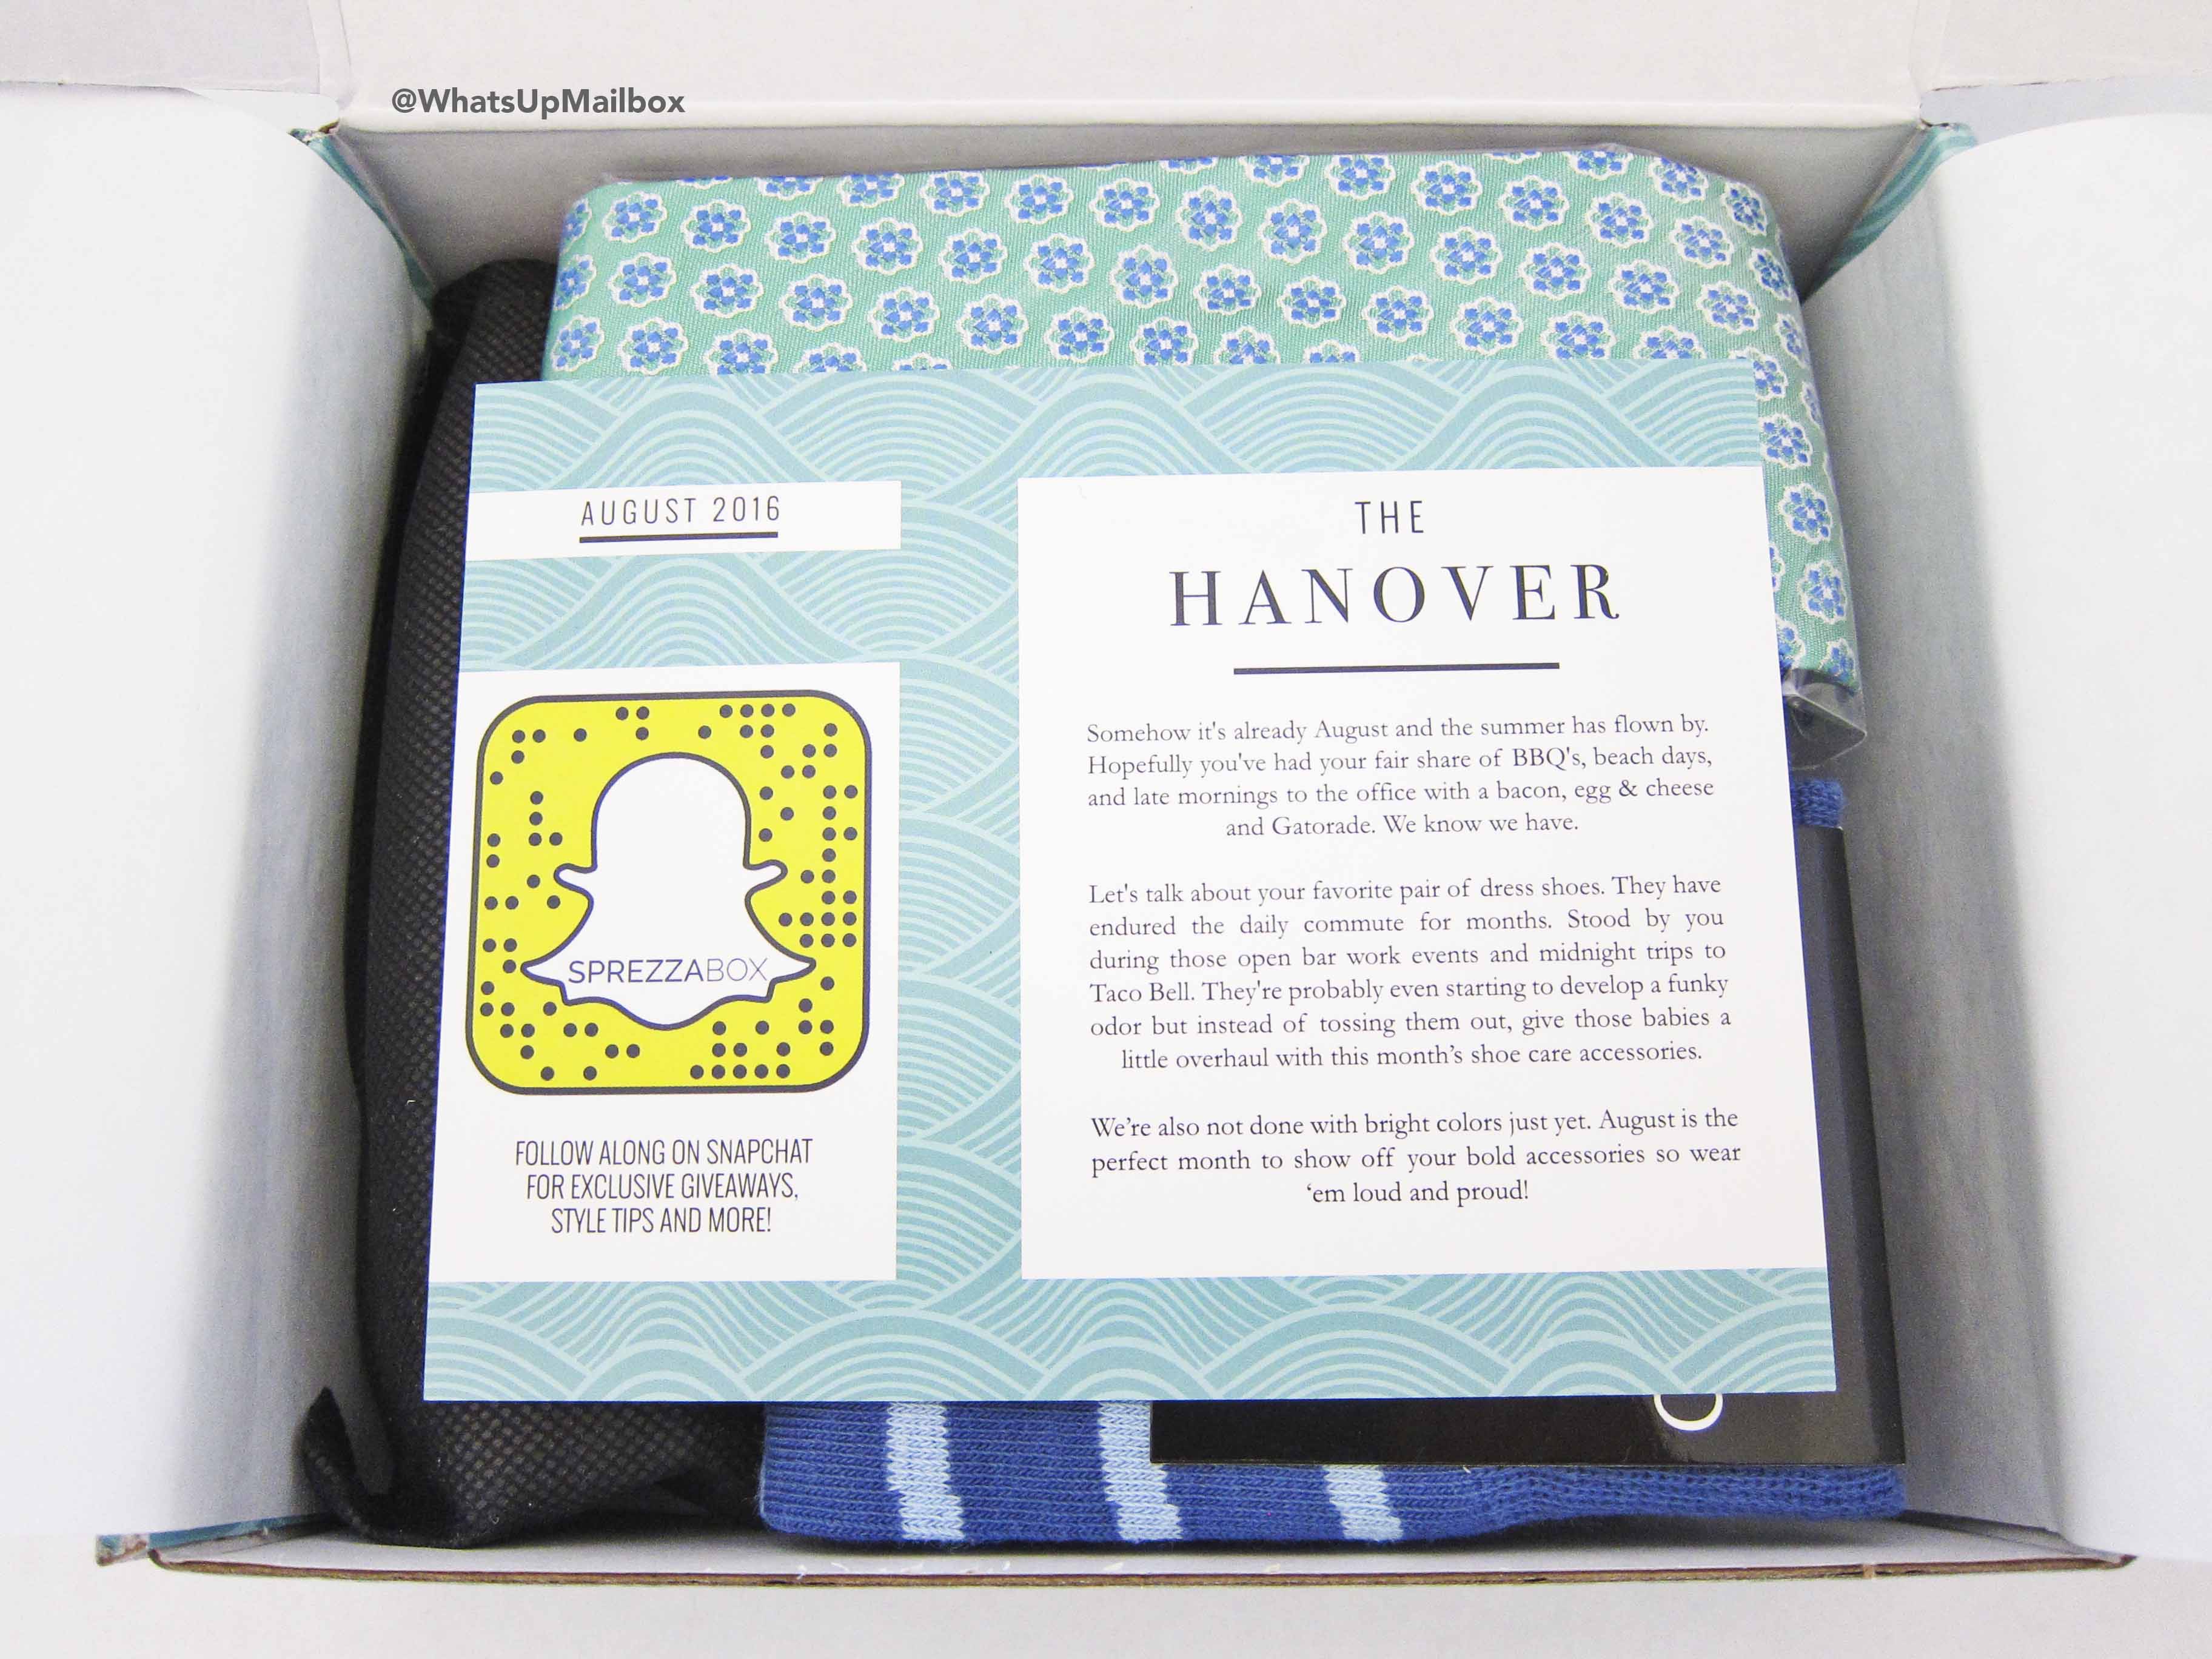 @WhatsUpMailbox
AUGUST 2016
SPREZZABOX
FOLLOW ALONG ON SNAPCHAT
FOR EXCLUSIVE GIVEAWAYS,
STYLE TIPS AND MORE!
THE
HANOVER
Somehow it's already August and the summer has flown by.
Hopefully you've had your fair share of BBQ's, beach days,
and late mornings to the office with a bacon, egg & cheese
and Gatorade. We know we have.
Let's talk about your favorite pair of dress shoes. They have
endured the daily commute for months. Stood by you
during those open bar work events and midnight trips to
Taco Bell. They're probably even starting to develop a funky
odor but instead of tossing them out, give those babies a
little overhaul with this month’s shoe care accessories.
We’re also not done with bright colors just yet. August is the
perfect month to show off your bold accessories so wear
‘em loud and proud!